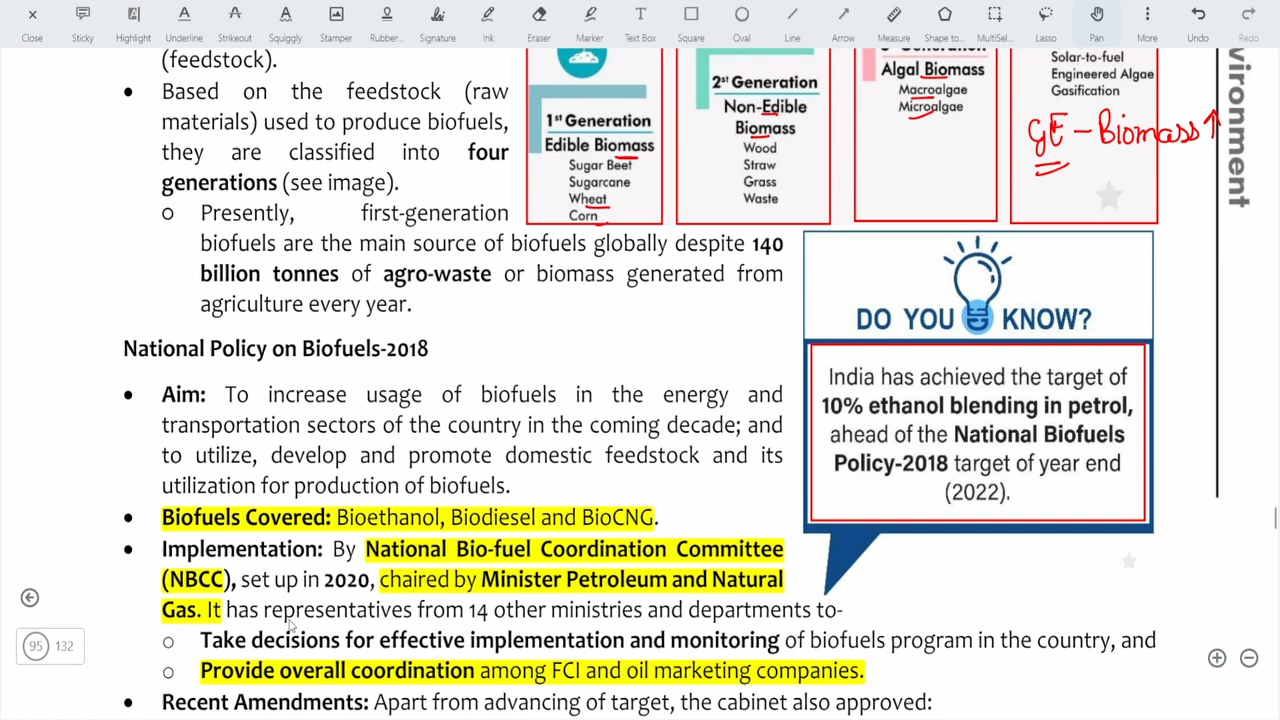 Close Sticky Highlight Underline Strikeout Squiggly Stamper Rubber... Signature Ink Eraser Marker Text Box Square Oval Line Arrow Measure Shape to... MultiSel... Lasso Pan More Undo Redo
(feedstock).
• Based on the feedstock (raw
materials) used to produce biofuels,
they are classified into four
generations (see image).
o Presently, first-generation
biofuels are the main source of biofuels globally despite 140
billion tonnes of agro-waste or biomass generated from
agriculture every year.
1st Generation
Edible Biomass
Sugar Beet
Sugarcane
Wheat
Corn
2st Generation
Non-Edible
Biomass
Wood
Straw
Grass
Waste
Algal Biomass
Macroalgae
Microalgae
Solar-to-fuel
Engineered Algae
Gasification
GE - Biomass ↑
vironment
National Policy on Biofuels-2018
• Aim: To increase usage of biofuels in the energy and
transportation sectors of the country in the coming decade; and
to utilize, develop and promote domestic feedstock and its
utilization for production of biofuels.
• Biofuels Covered: Bioethanol, Biodiesel and BioCNG.
• Implementation: By National Bio-fuel Coordination Committee
(NBCC), set up in 2020, chaired by Minister Petroleum and Natural
Gas. It has representatives from 14 other ministries and departments to-
o Take decisions for effective implementation and monitoring of biofuels program in the country, and
o Provide overall coordination among FCI and oil marketing companies.
• Recent Amendments: Apart from advancing of target, the cabinet also approved:
DO YOU KNOW?
India has achieved the target of
10% ethanol blending in petrol,
ahead of the National Biofuels
Policy-2018 target of year end
(2022).
95 132